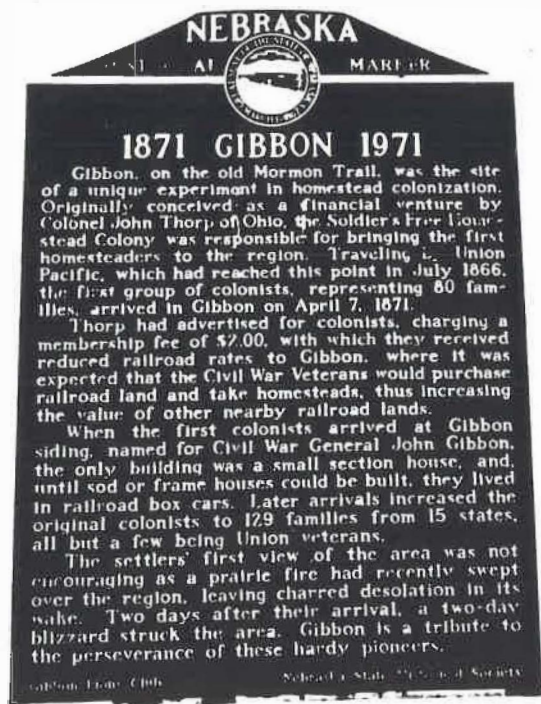 NEBRASKA
MARKER
1871 GIBBON 1971
Gibbon, on the old Mormon Trail, was the site
of a unique experiment in homestead colonization.
Originally conceived as a financial venture by
Colonel John Thorp of Ohio, the Soldier's Free Home-
stead Colony was responsible for bringing the first
homesteaders to the region. Traveling by Union
Pacific, which had reached this point in July 1866,
the first group of colonists, representing 80 fam-
ilies, arrived in Gibbon on April 7, 1871.
Thorp had advertised for colonists, charging a
membership fee of $2.00, with which they received
reduced railroad rates to Gibbon, where it was
expected that the Civil War Veterans would purchase
railroad land and take homesteads, thus increasing
the value of other nearby railroad lands.
When the first colonists arrived at Gibbon
siding, named for Civil War General John Gibbon,
the only building was a small section house, and,
until sod or frame houses could be built, they lived
in railroad box cars. Later arrivals increased the
original colonists to 129 families from 15 states,
all but a few being Union veterans.
The settlers' first view of the area was not
encouraging as a prairie fire had recently swept
over the region, leaving charred desolation in its
wake. Two days after their arrival, a two-day
blizzard struck the area. Gibbon is a tribute to
the perseverance of these hardy pioneers.
Gibbon Lions Club
Nebraska State Historical Society